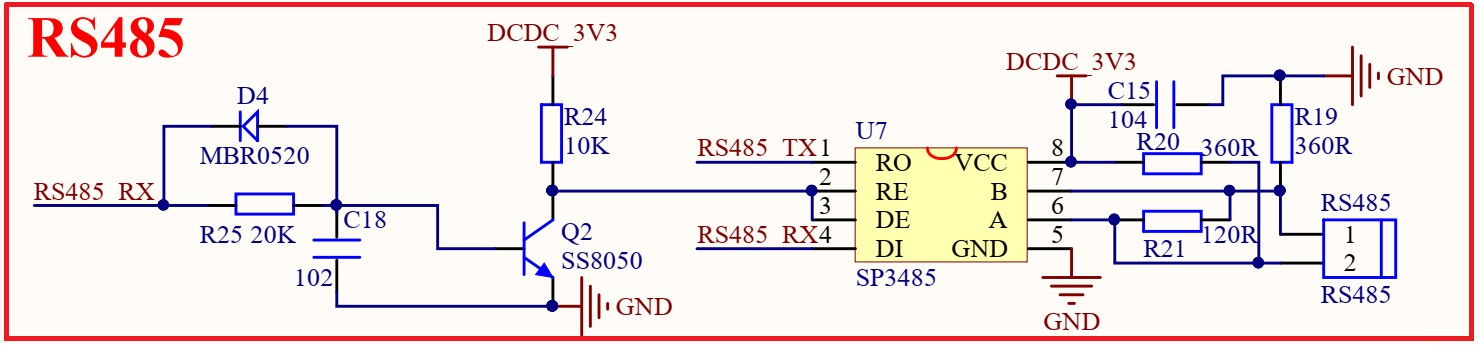 RS485
DCDC_3V3
D4
MBR0520
RS485_RX
R25 20K
C18
102
R24
10K
Q2
SS8050
GND
RS485_TX
RS485_RX
U7
1
RO
VCC
8
2
RE
B
7
3
DE
A
6
4
DI
GND
5
SP3485
DCDC_3V3
C15
104
R20
360R
R19
360R
GND
R21
120R
GND
RS485
1
2
RS485